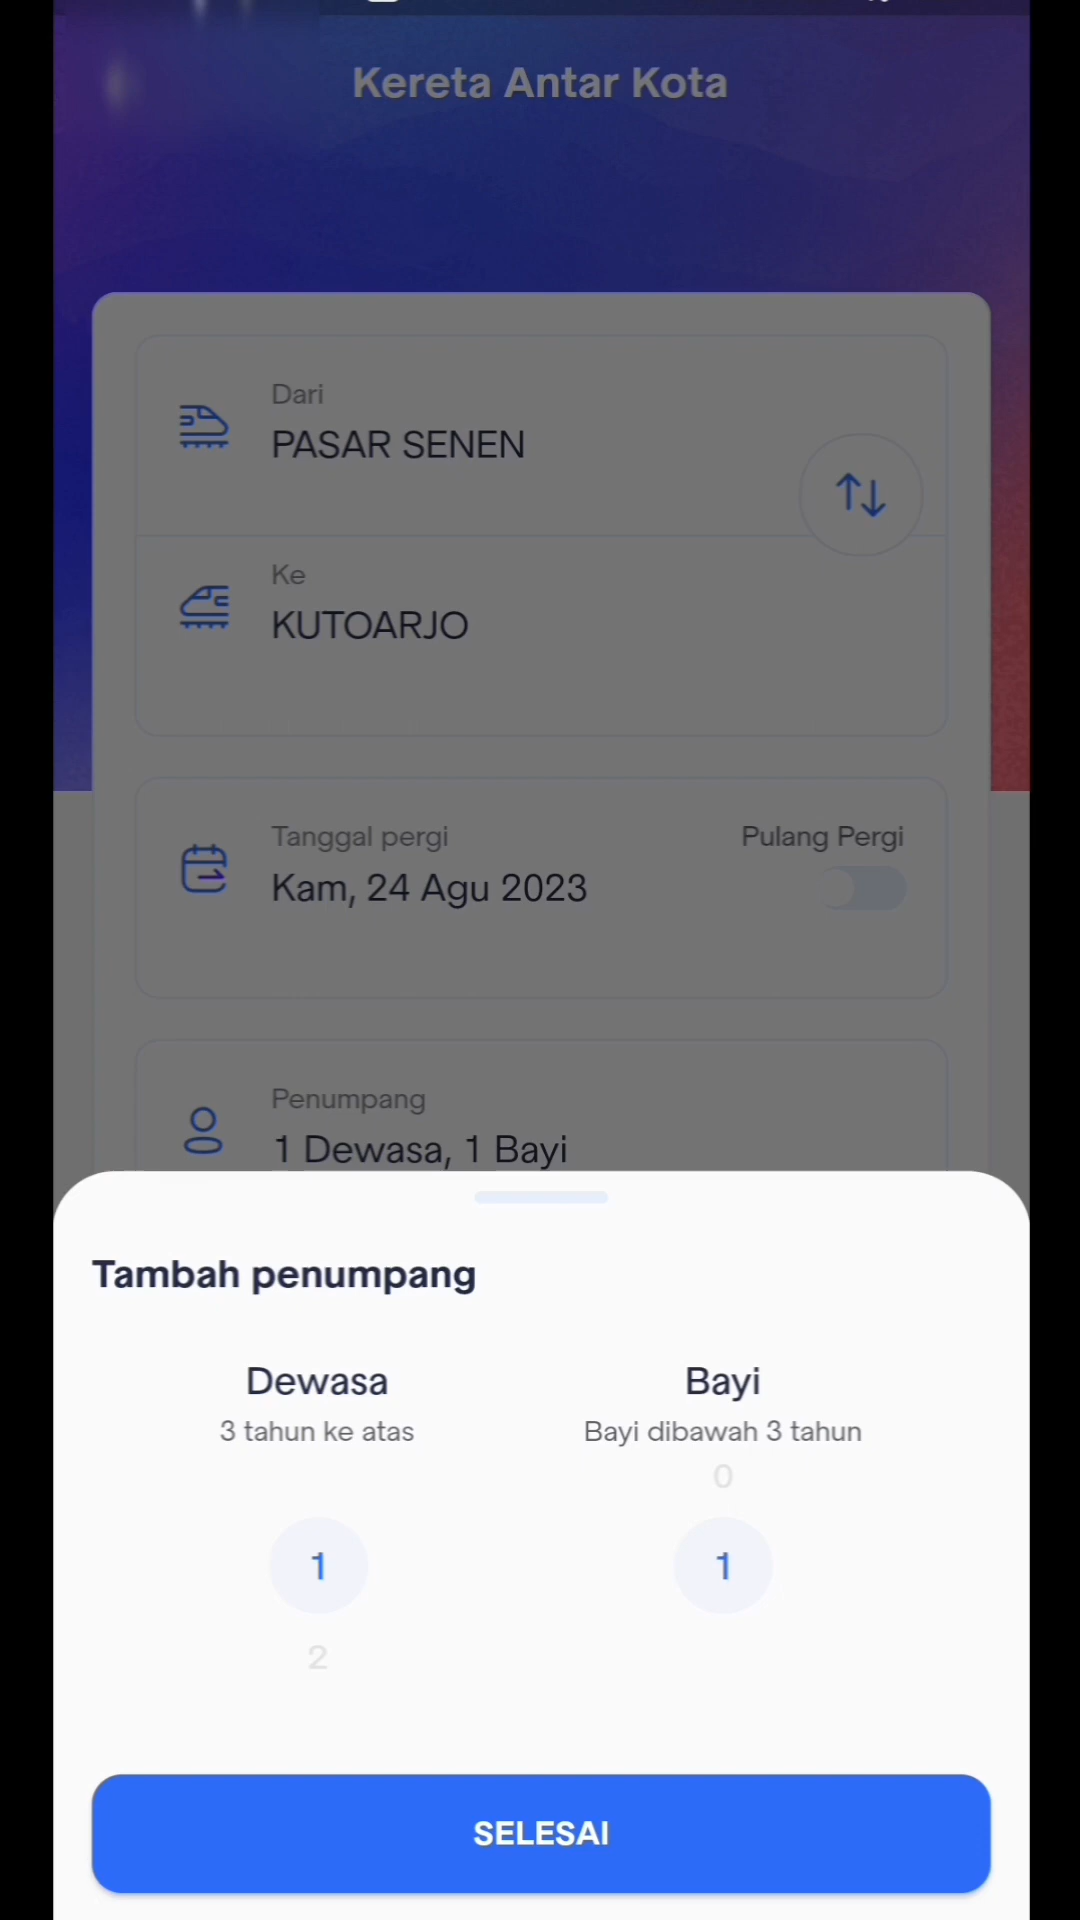 Kereta Antar Kota
Dari
PASAR SENEN
Ke
KUTOARJO
Tanggal pergi
Pulang Pergi
Kam, 24 Agu 2023
Penumpang
1 Dewasa, 1 Bayi
Tambah penumpang
Dewasa
Bayi
3 tahun ke atas
Bayi dibawah 3 tahun
0
1
1
2
SELESAI